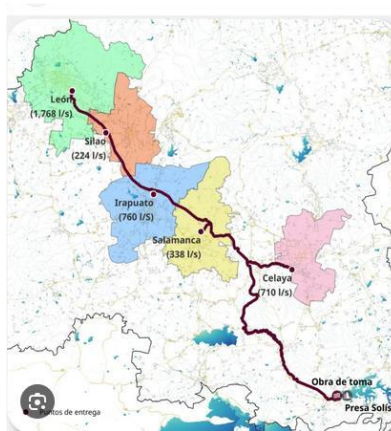 León
(1,768 l/s)
Silao
(224 l/s)
Irapuato
(760 l/S)
Salamanca
(338 l/s)
Celaya
(710 l/s)
Obra de toma
Presa Solís
Puntos de entrega